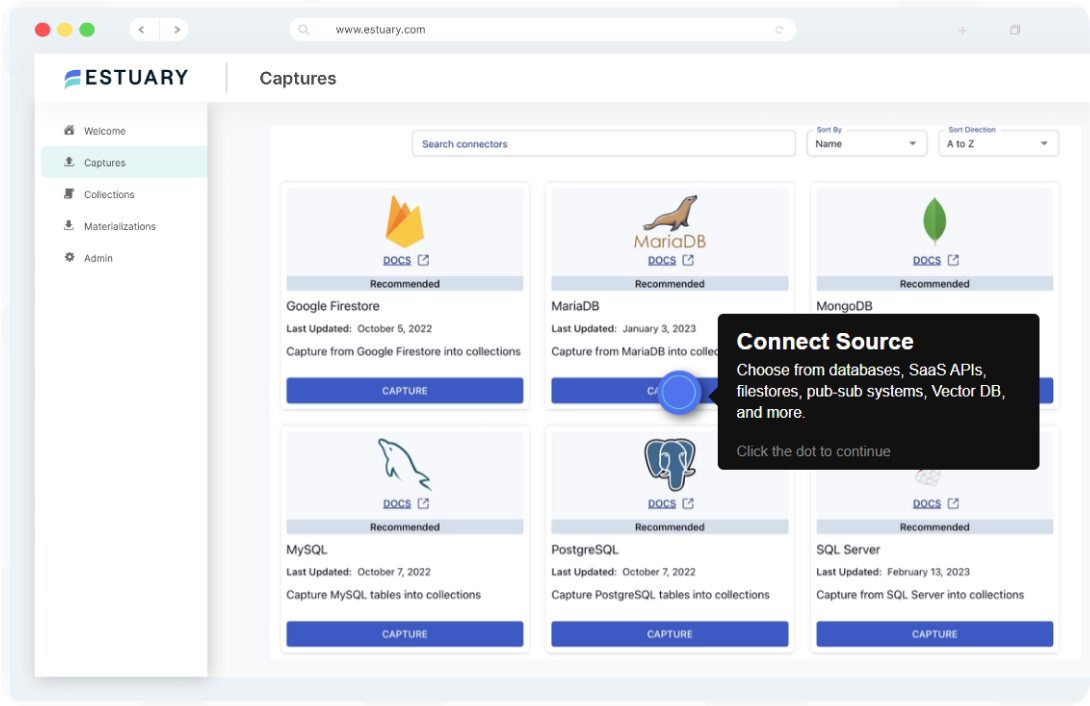 www.estuary.com
ESTUARY
Captures
Welcome
Captures
Collections
Materializations
Admin
Search connectors
Sort By
Name
Sort Direction
A to Z
DOCS
Recommended
Google Firestore
Last Updated: October 5, 2022
Capture from Google Firestore into collections
CAPTURE
MariaDB
DOCS
Recommended
MariaDB
Last Updated: January 3, 2023
Capture from MariaDB into
DOCS
Recommended
MongoDB
Connect Source
Choose from databases, SaaS APIs,
filestores, pub-sub systems, Vector DB,
and more.
Click the dot to continue
DOCS
Recommended
MySQL
Last Updated: October 7, 2022
Capture MySQL tables into collections
CAPTURE
DOCS
Recommended
PostgreSQL
Last Updated: October 7, 2022
Capture PostgreSQL tables into collections
CAPTURE
DOCS
Recommended
SQL Server
Last Updated: February 13, 2023
Capture from SQL Server into collections
CAPTURE